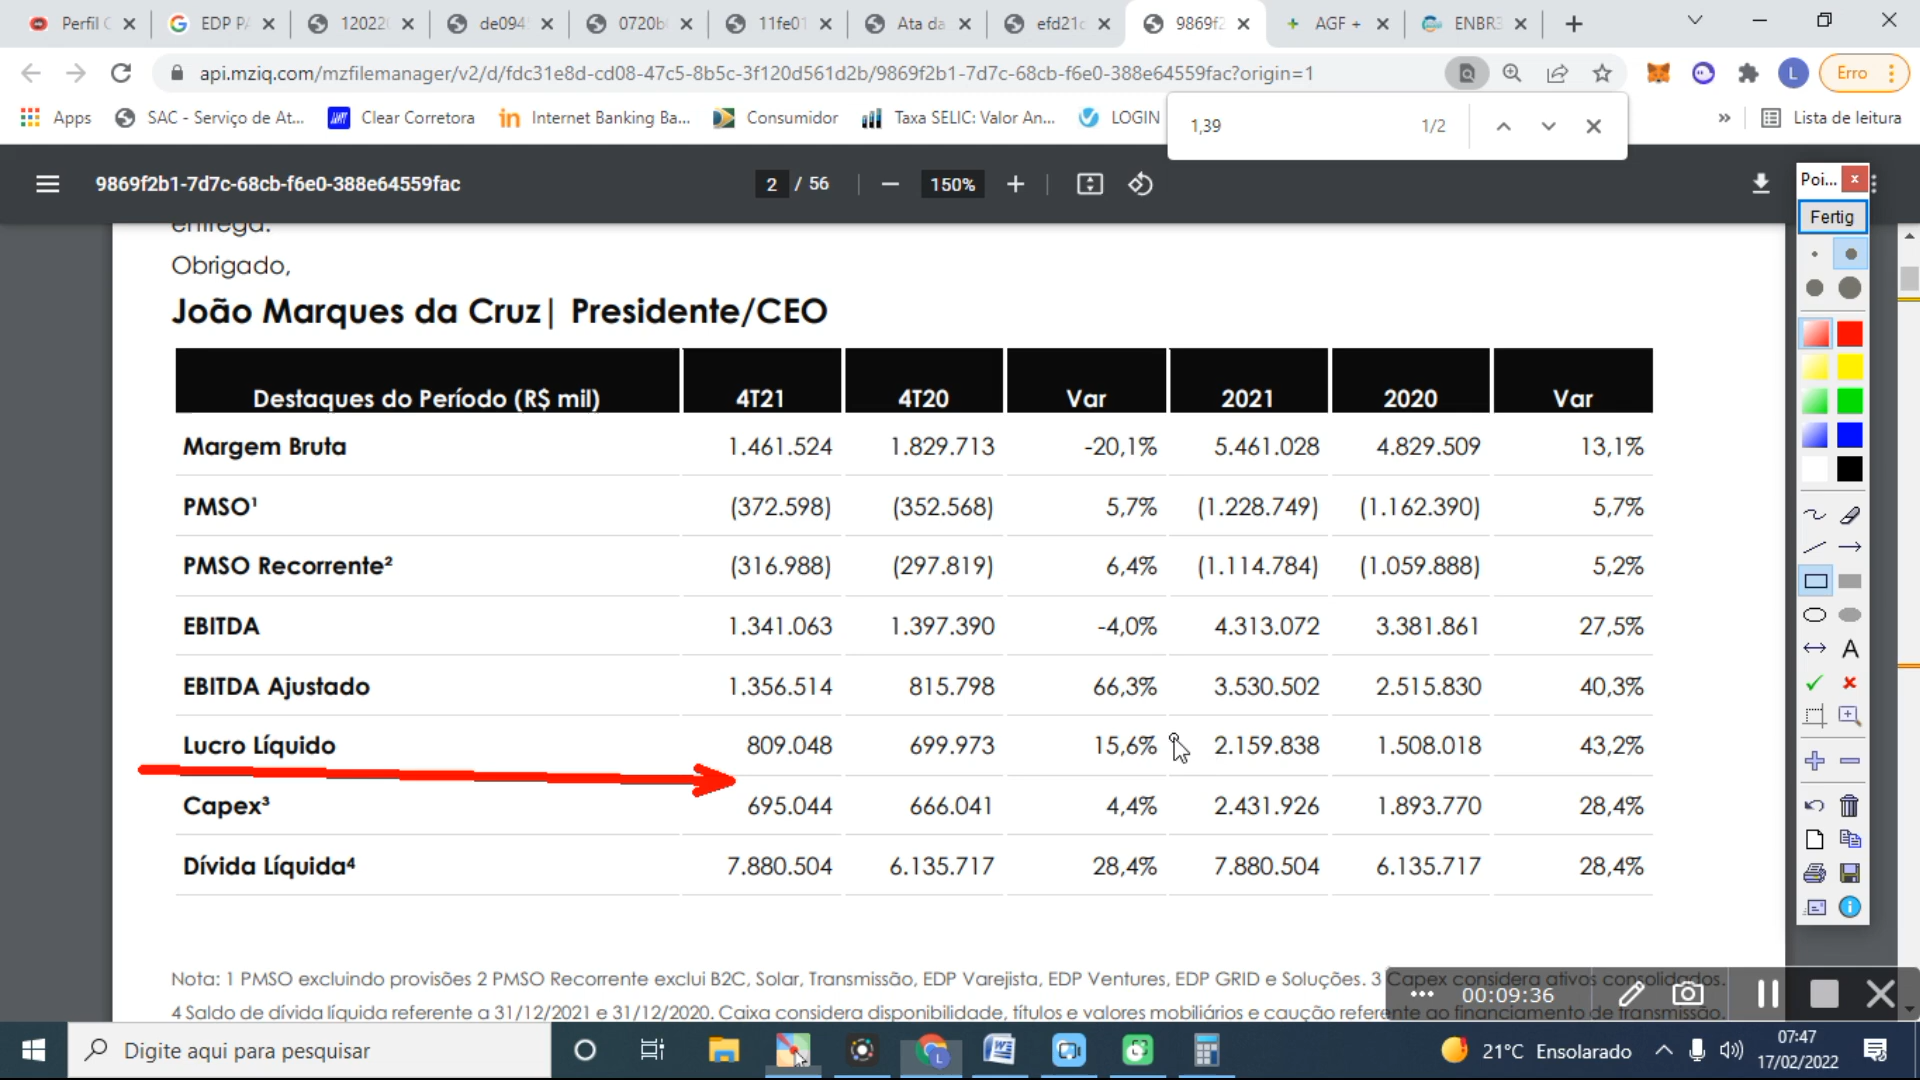 Perfil C
EDP PA
12022
de094
0720b
11fe01
Ata da
efd21c
9869f2
AGF +
ENBR3
api.mziq.com/mzfilemanager/v2/d/fdc31e8d-cd08-47c5-8b5c-3f120d561d2b/9869f2b1-7d7c-68cb-f6e0-388e64559fac?origin=1
L
Erro
Apps
SAC - Serviço de At...
Clear Corretora
Internet Banking Ba...
Consumidor
Taxa SELIC: Valor An...
LOGIN
1,39
1/2
Lista de leitura
9869f2b1-7d7c-68cb-f6e0-388e64559fac
2 / 56
150%
Poi...
Fertig
entrega.
Obrigado,
João Marques da Cruz| Presidente/CEO
Destaques do Período (R$ mil) 4T21 4T20 Var 2021 2020 Var
Margem Bruta 1.461.524 1.829.713 -20,1% 5.461.028 4.829.509 13,1%
PMSO¹ (372.598) (352.568) 5,7% (1.228.749) (1.162.390) 5,7%
PMSO Recorrente² (316.988) (297.819) 6,4% (1.114.784) (1.059.888) 5,2%
EBITDA 1.341.063 1.397.390 -4,0% 4.313.072 3.381.861 27,5%
EBITDA Ajustado 1.356.514 815.798 66,3% 3.530.502 2.515.830 40,3%
Lucro Líquido 809.048 699.973 15,6% 2.159.838 1.508.018 43,2%
Capex³ 695.044 666.041 4,4% 2.431.926 1.893.770 28,4%
Dívida Líquida⁴ 7.880.504 6.135.717 28,4% 7.880.504 6.135.717 28,4%
Nota: 1 PMSO excluindo provisões 2 PMSO Recorrente exclui B2C, Solar, Transmissão, EDP Varejista, EDP Ventures, EDP GRID e Soluções. 3 Capex considera ativos consolidados.
4 Saldo de dívida líquida referente a 31/12/2021 e 31/12/2020. Caixa considera disponibilidade, títulos e valores mobiliários e caução referente ao financiamento de transmissão.
00:09:36
Digite aqui para pesquisar
21°C Ensolarado
07:47
17/02/2022